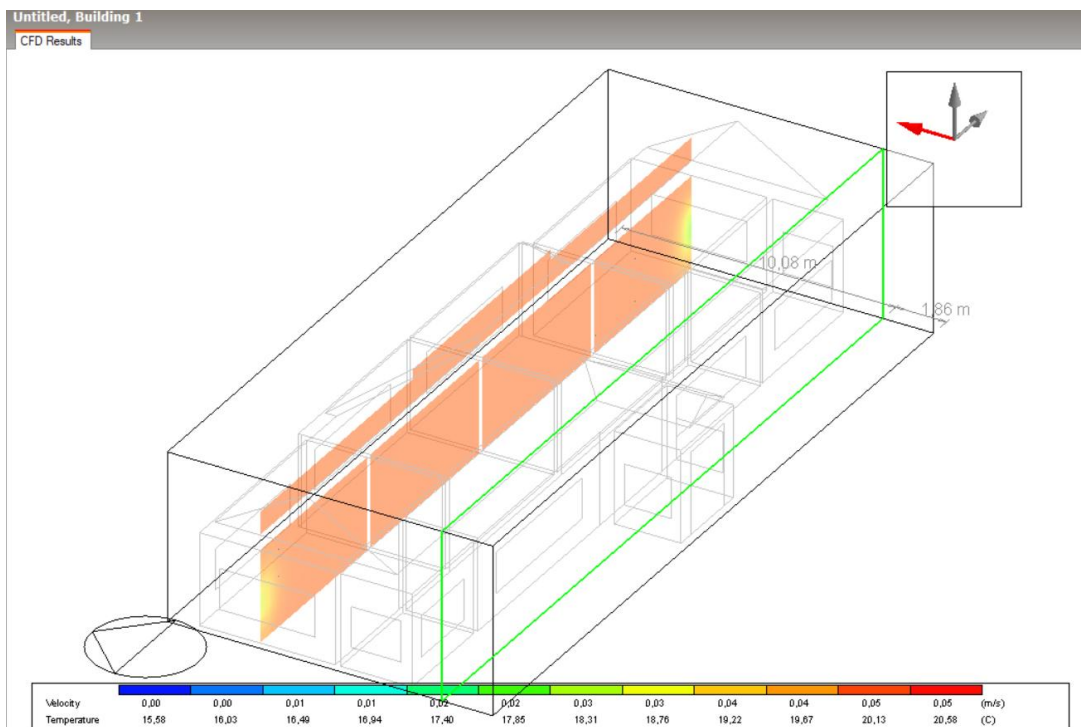 Untitled, Building 1
CFD Results
10,08 m
1,86 m
Velocity 0,00 0,00 0,01 0,01 0,02 0,02 0,03 0,03 0,04 0,04 0,05 0,05 (m/s)
Temperature 15,58 16,03 16,49 16,94 17,40 17,85 18,31 18,76 19,22 19,67 20,13 20,58 (C)